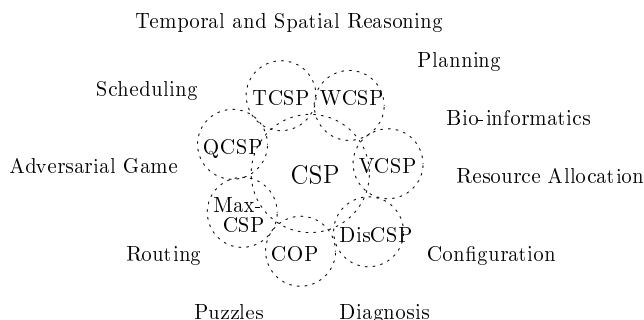 Temporal and Spatial Reasoning
Planning
Scheduling
TCSP
WCSP
Bio-informatics
QCSP
Adversarial Game
VCSP
CSP
Resource Allocation
Max-
CSP
DisCSP
Routing
COP
Configuration
Puzzles
Diagnosis